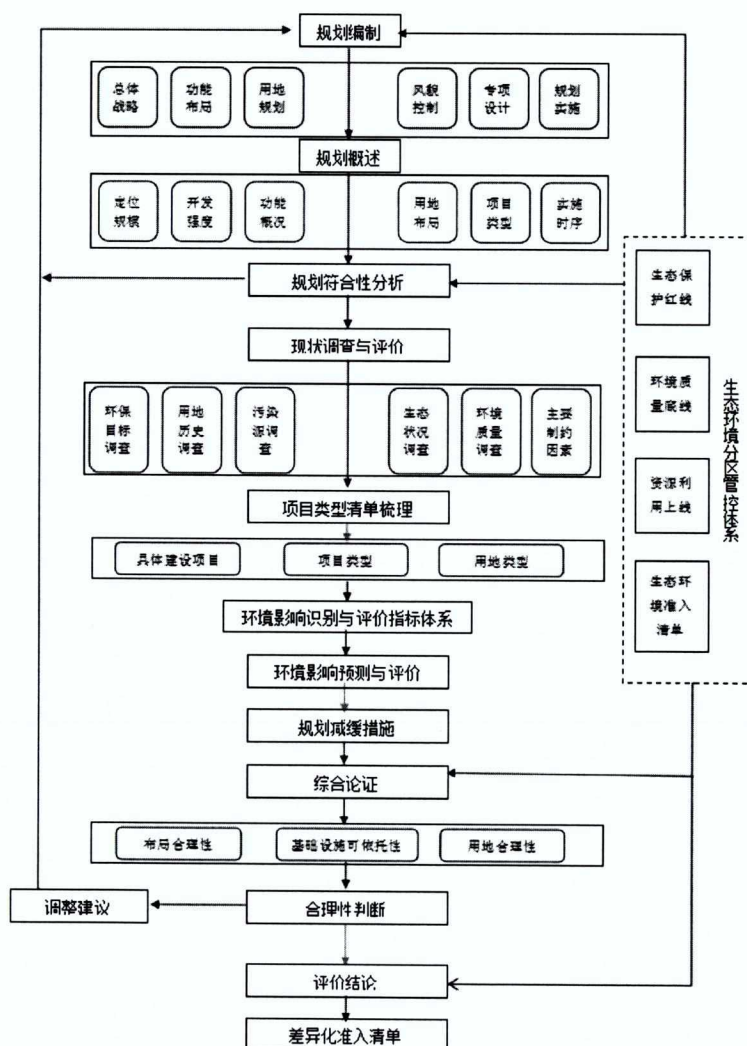 规划编制
总体
战略
功能
布局
用地
规划
风貌
控制
专项
设计
规划
实施
规划概述
定位
规模
开发
强度
功能
概况
用地
布局
项目
类型
实施
时序
规划符合性分析
现状调查与评价
环保
目标
调查
用地
历史
调查
污染
源调
查
生态
状况
调查
环境
质量
调查
主要
制约
因素
项目类型清单梳理
具体建设项目
项目类型
用地类型
环境影响识别与评价指标体系
环境影响预测与评价
规划减缓措施
综合论证
布局合理性
基础设施可依托性
用地合理性
调整建议
合理性判断
评价结论
差异化准入清单
生态保
护红线
环境质
量底线
资源利
用上线
生态环
境准入
清单
生态环境分区管控体系